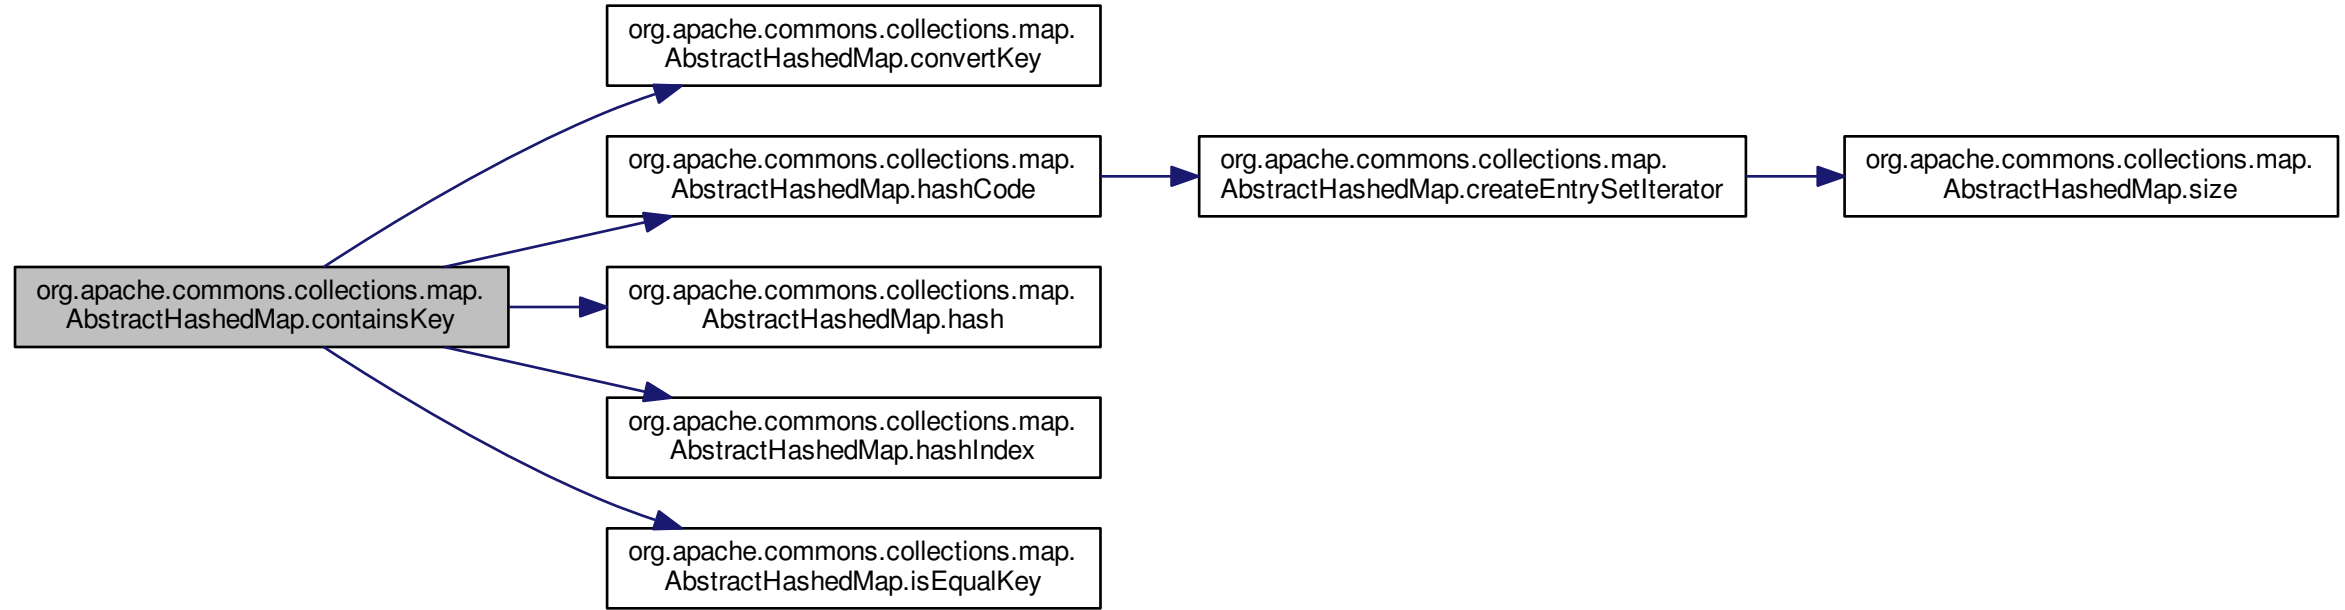 org.apache.commons.collections.map.
AbstractHashedMap.convertKey
org.apache.commons.collections.map.
AbstractHashedMap.hashCode
org.apache.commons.collections.map.
AbstractHashedMap.createEntrySetIterator
org.apache.commons.collections.map.
AbstractHashedMap.size
org.apache.commons.collections.map.
AbstractHashedMap.containsKey
org.apache.commons.collections.map.
AbstractHashedMap.hash
org.apache.commons.collections.map.
AbstractHashedMap.hashIndex
org.apache.commons.collections.map.
AbstractHashedMap.isEqualKey